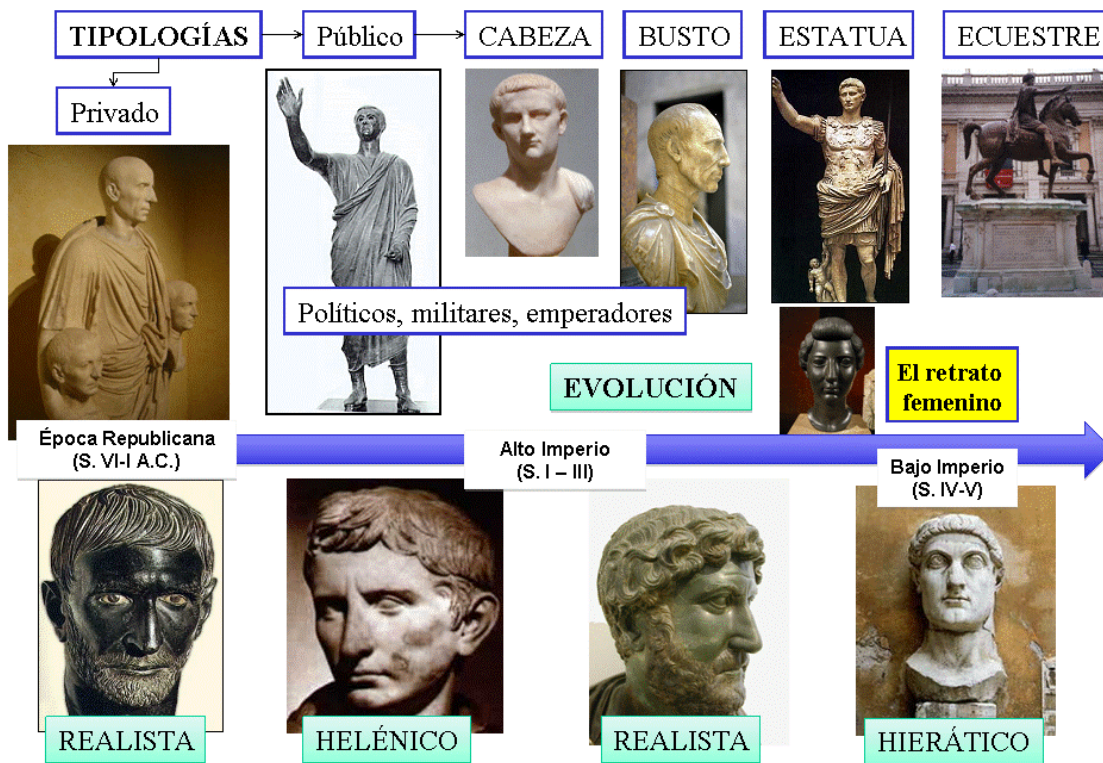 TIPOLOGÍAS
Público
CABEZA
BUSTO
ESTATUA
ECUESTRE
Privado
Políticos, militares, emperadores
EVOLUCIÓN
El retrato
femenino
Época Republicana
(S. VI-I A.C.)
Alto Imperio
(S. I – III)
Bajo Imperio
(S. IV-V)
REALISTA
HELÉNICO
REALISTA
HIERÁTICO